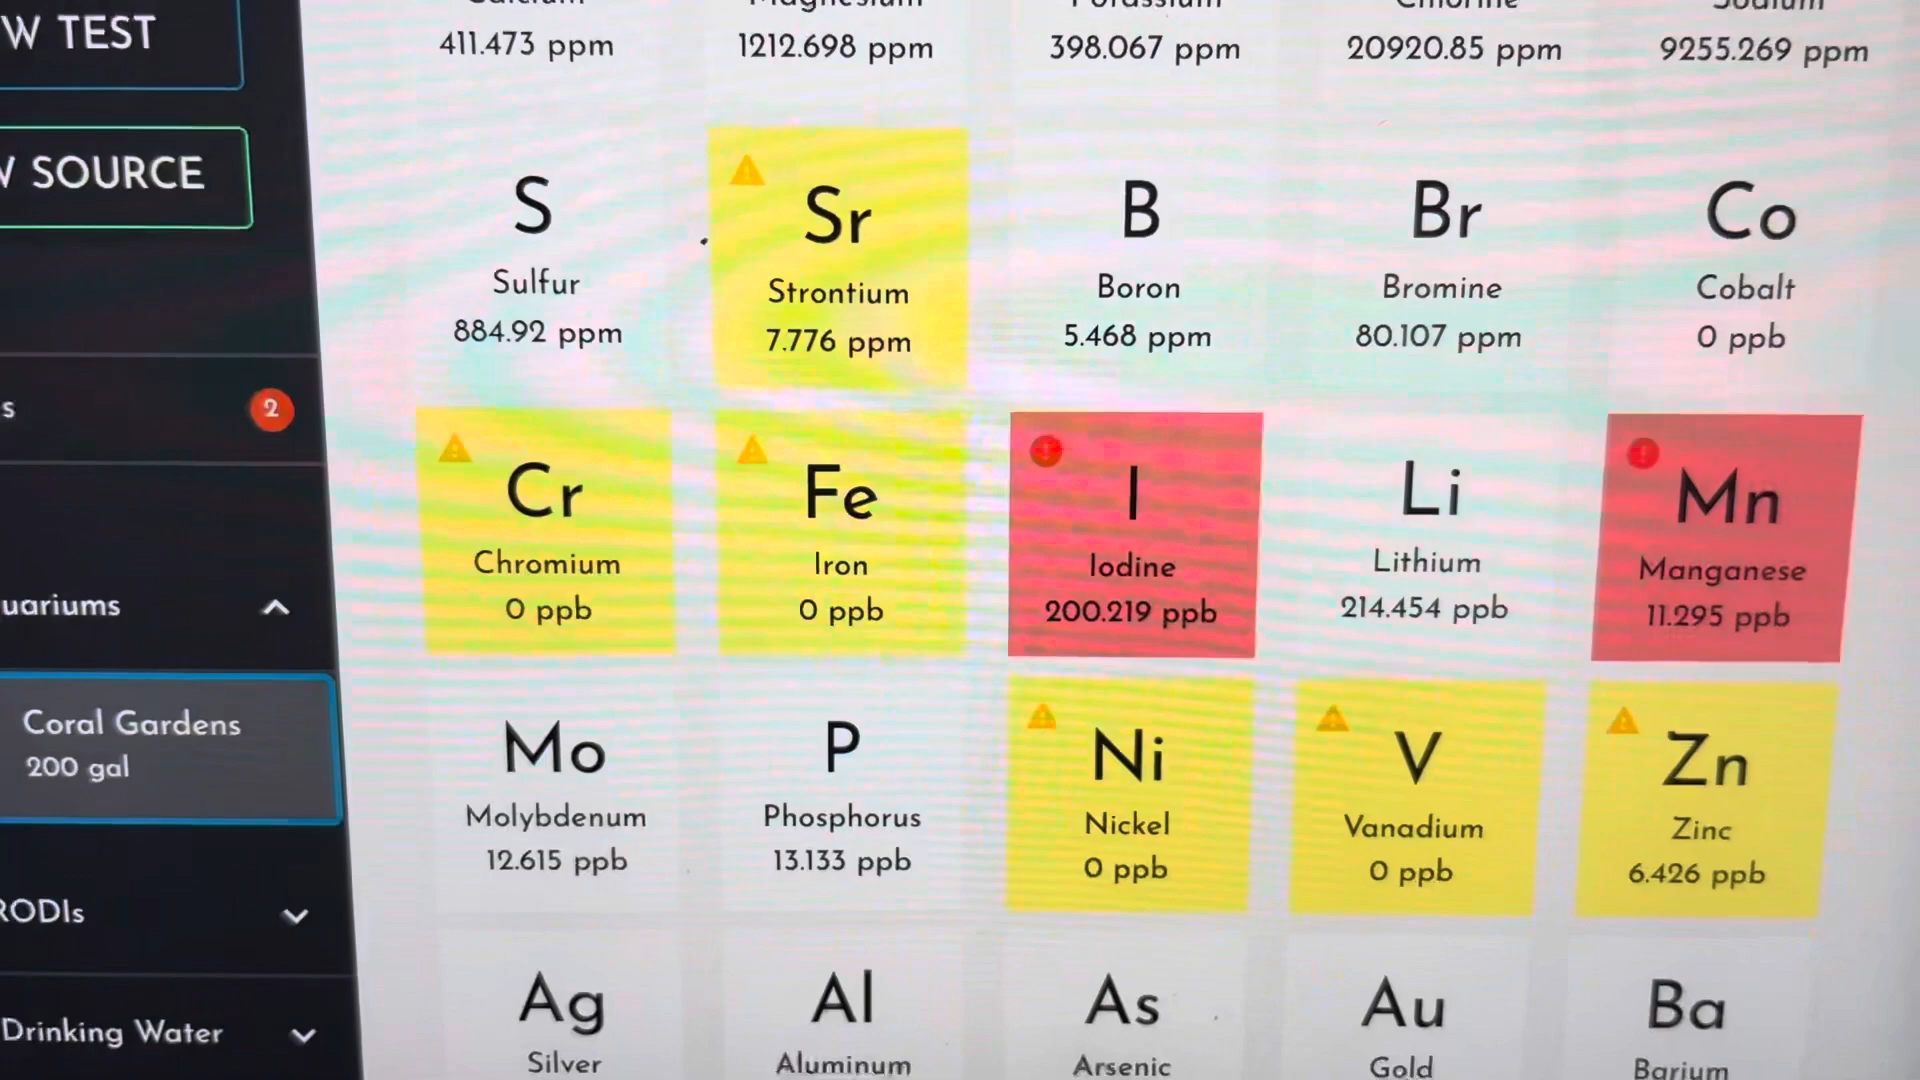 W TEST
SOURCE
s
2
uariums
Coral Gardens
200 gal
RODIs
Drinking Water
Calcium
411.473 ppm
Magnesium
1212.698 ppm
Potassium
398.067 ppm
Chlorine
20920.85 ppm
Sodium
9255.269 ppm
S
Sulfur
884.92 ppm
Sr
Strontium
7.776 ppm
B
Boron
5.468 ppm
Br
Bromine
80.107 ppm
Co
Cobalt
0 ppb
Cr
Chromium
0 ppb
Fe
Iron
0 ppb
I
Iodine
200.219 ppb
Li
Lithium
214.454 ppb
Mn
Manganese
11.295 ppb
Mo
Molybdenum
12.615 ppb
P
Phosphorus
13.133 ppb
Ni
Nickel
0 ppb
V
Vanadium
0 ppb
Zn
Zinc
6.426 ppb
Ag
Silver
Al
Aluminum
As
Arsenic
Au
Gold
Ba
Barium